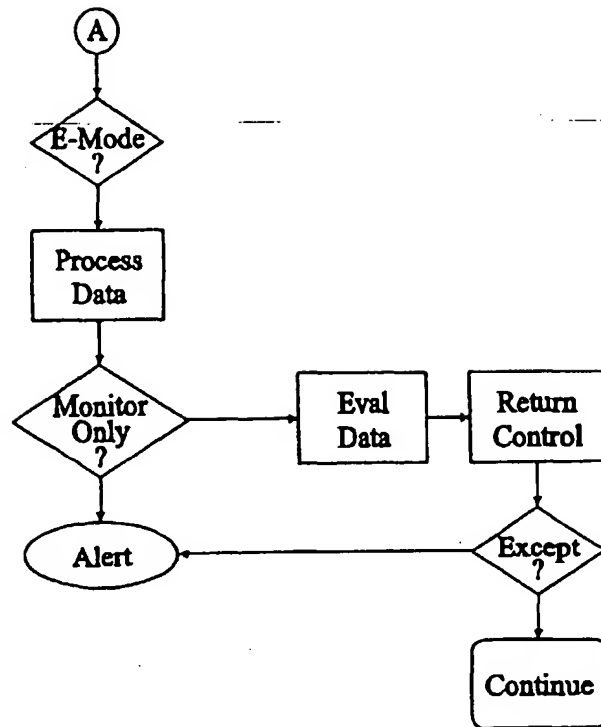 A
E-Mode
?
Process
Data
Monitor
Only
?
Eval
Data
Return
Control
Alert
Except
?
Continue